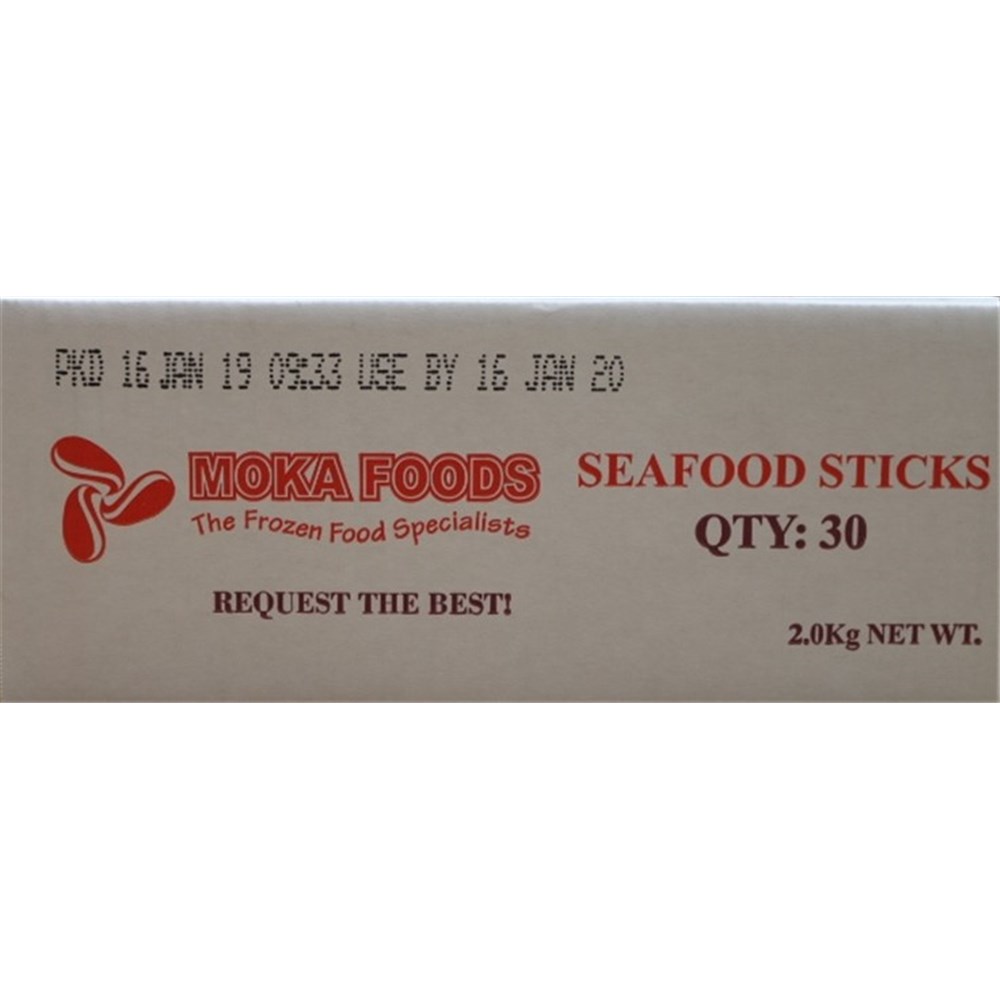 PKD 16 JAN 19 09:33 USE BY 16 JAN 20
MOKA FOODS
The Frozen Food Specialists
REQUEST THE BEST!
SEAFOOD STICKS
QTY: 30
2.0Kg NET WT.